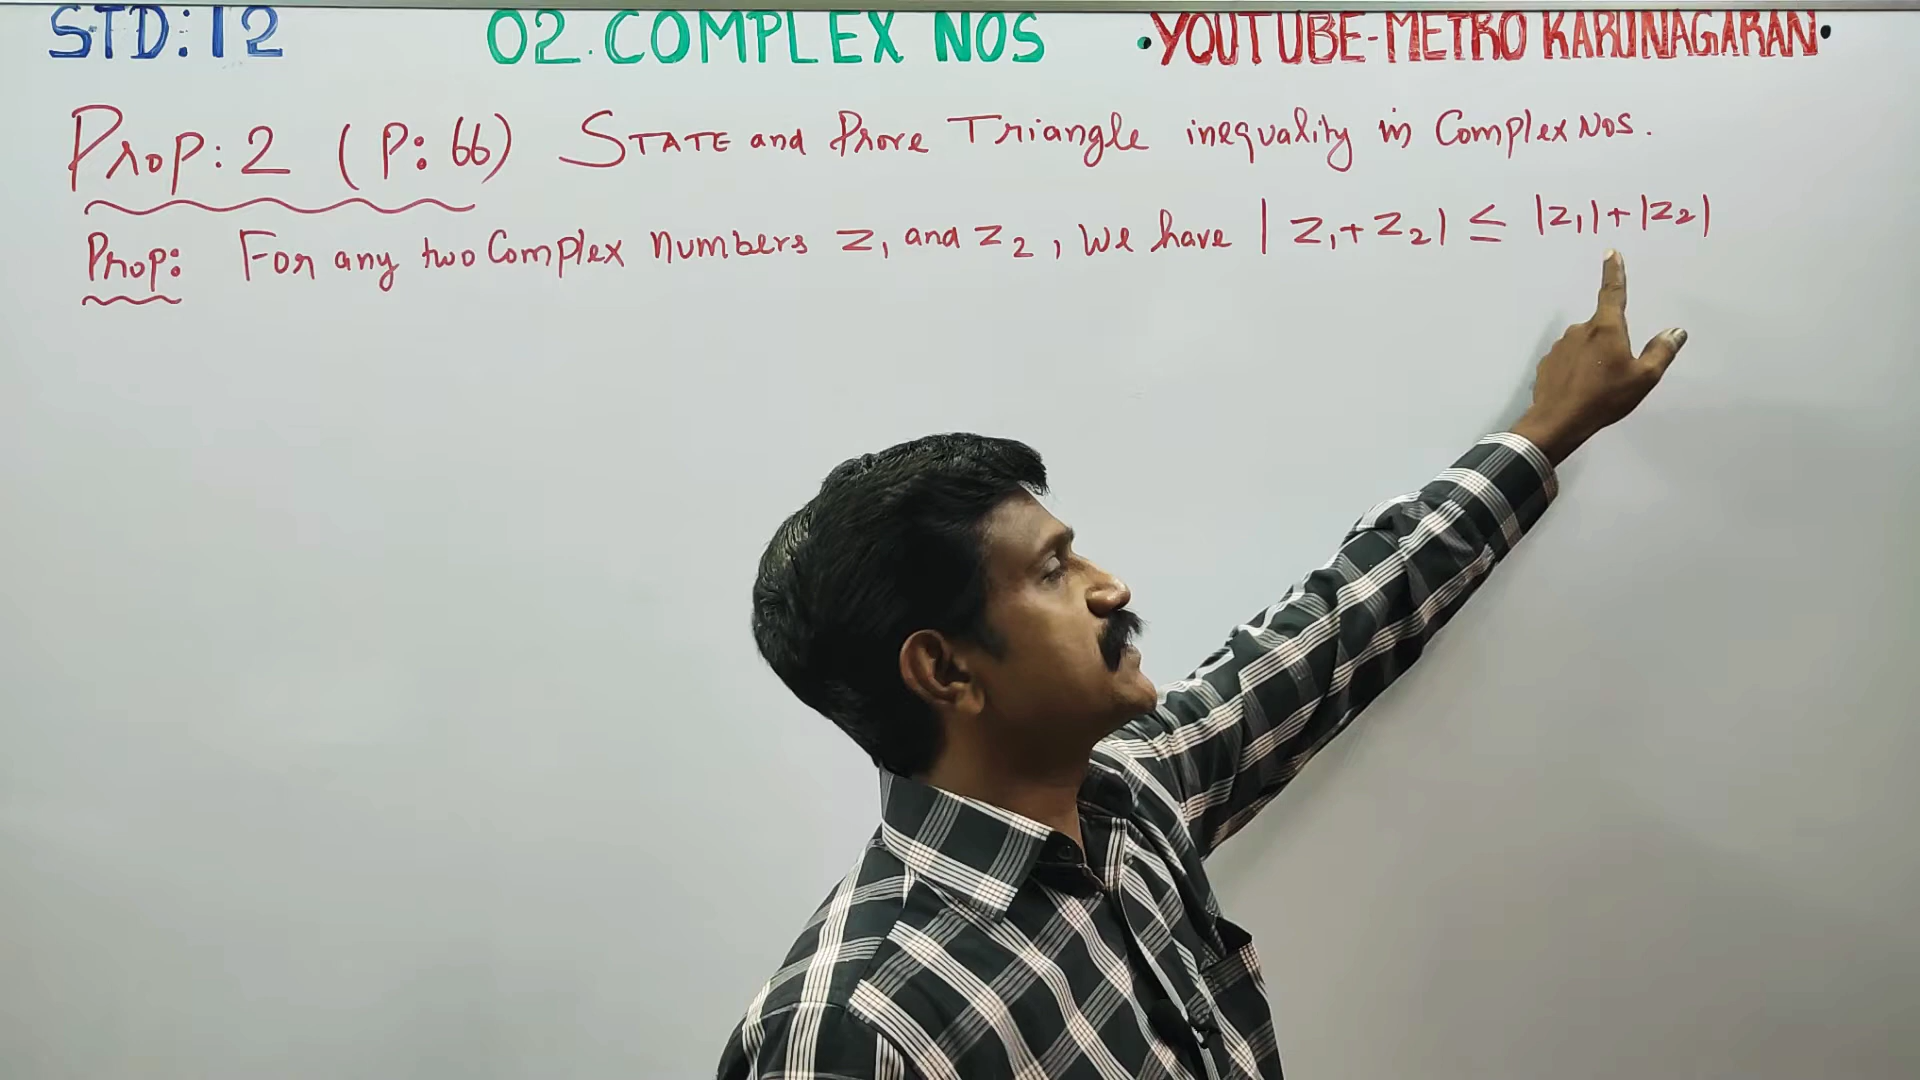 STD: 12 02. COMPLEX NOS •YOUTUBE-METRO KARUNAGARAN•
Prop: 2 (P: 66) STATE and Prove Triangle inequality in Complex Nos.
Prop: For any two Complex numbers z₁ and z₂, We have |z₁+z₂| ≤ |z₁|+|z₂|